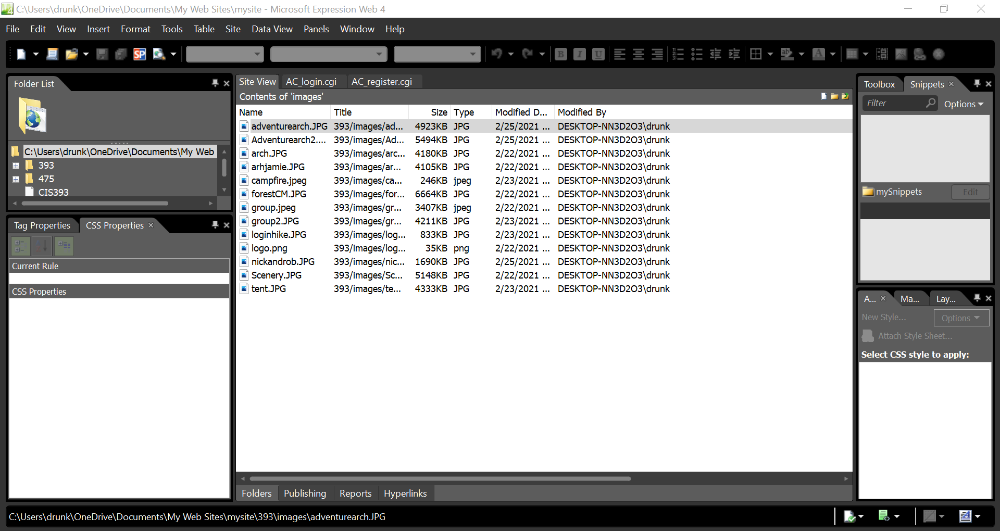 C:\Users\drunk\OneDrive\Documents\My Web Sites\mysite - Microsoft Expression Web 4
File Edit View Insert Format Tools Table Site Data View Panels Window Help
Folder List
C:\Users\drunk\OneDrive\Documents\My Web
393
475
CIS393
Tag Properties CSS Properties
Current Rule
CSS Properties
Site View AC_login.cgi AC_register.cgi
Contents of 'images'
Name Title Size Type Modified D... Modified By
adventurearch.JPG 393/images/ad... 4923KB JPG 2/25/2021 ... DESKTOP-NN3D2O3\drunk
Adventurearch2.... 393/images/Ad... 5494KB JPG 2/25/2021 ... DESKTOP-NN3D2O3\drunk
arch.JPG 393/images/arc... 4180KB JPG 2/22/2021 ... DESKTOP-NN3D2O3\drunk
arhjamie.JPG 393/images/ar... 4105KB JPG 2/22/2021 ... DESKTOP-NN3D2O3\drunk
campfire.jpeg 393/images/ca... 246KB jpeg 2/23/2021 ... DESKTOP-NN3D2O3\drunk
forestCM.JPG 393/images/for... 6664KB JPG 2/22/2021 ... DESKTOP-NN3D2O3\drunk
group.jpeg 393/images/gr... 3407KB jpeg 2/22/2021 ... DESKTOP-NN3D2O3\drunk
group2.JPG 393/images/gr... 4211KB JPG 2/23/2021 ... DESKTOP-NN3D2O3\drunk
loginhike.JPG 393/images/log... 833KB JPG 2/23/2021 ... DESKTOP-NN3D2O3\drunk
logo.png 393/images/log... 35KB png 2/22/2021 ... DESKTOP-NN3D2O3\drunk
nickandrob.JPG 393/images/nic... 1690KB JPG 2/25/2021 ... DESKTOP-NN3D2O3\drunk
Scenery.JPG 393/images/Sc... 5148KB JPG 2/22/2021 ... DESKTOP-NN3D2O3\drunk
tent.JPG 393/images/te... 4333KB JPG 2/23/2021 ... DESKTOP-NN3D2O3\drunk
Folders Publishing Reports Hyperlinks
Toolbox Snippets
Filter Options
mySnippets Edit
A... Ma... Lay...
New Style... Options
Attach Style Sheet...
Select CSS style to apply:
C:\Users\drunk\OneDrive\Documents\My Web Sites\mysite\393\images\adventurearch.JPG